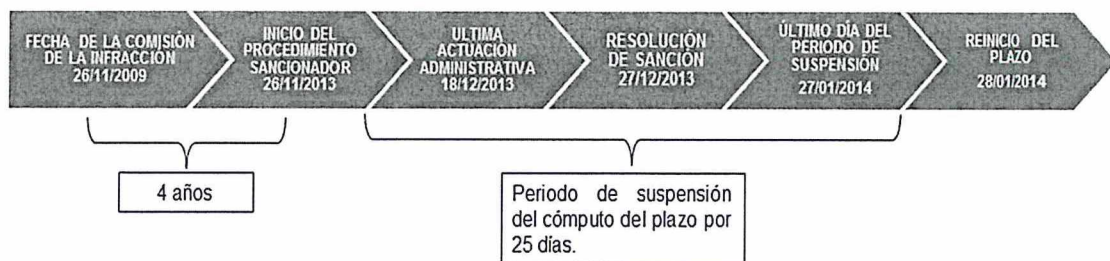 FECHA DE LA COMISIÓN
DE LA INFRACCIÓN
26/11/2009
INICIO DEL
PROCEDIMIENTO
SANCIONADOR
26/11/2013
ULTIMA
ACTUACIÓN
ADMINISTRATIVA
18/12/2013
RESOLUCIÓN
DE SANCIÓN
27/12/2013
ÚLTIMO DÍA DEL
PERIODO DE
SUSPENSIÓN
27/01/2014
REINICIO DEL
PLAZO
28/01/2014
4 años
Periodo de suspensión
del cómputo del plazo por
25 días.